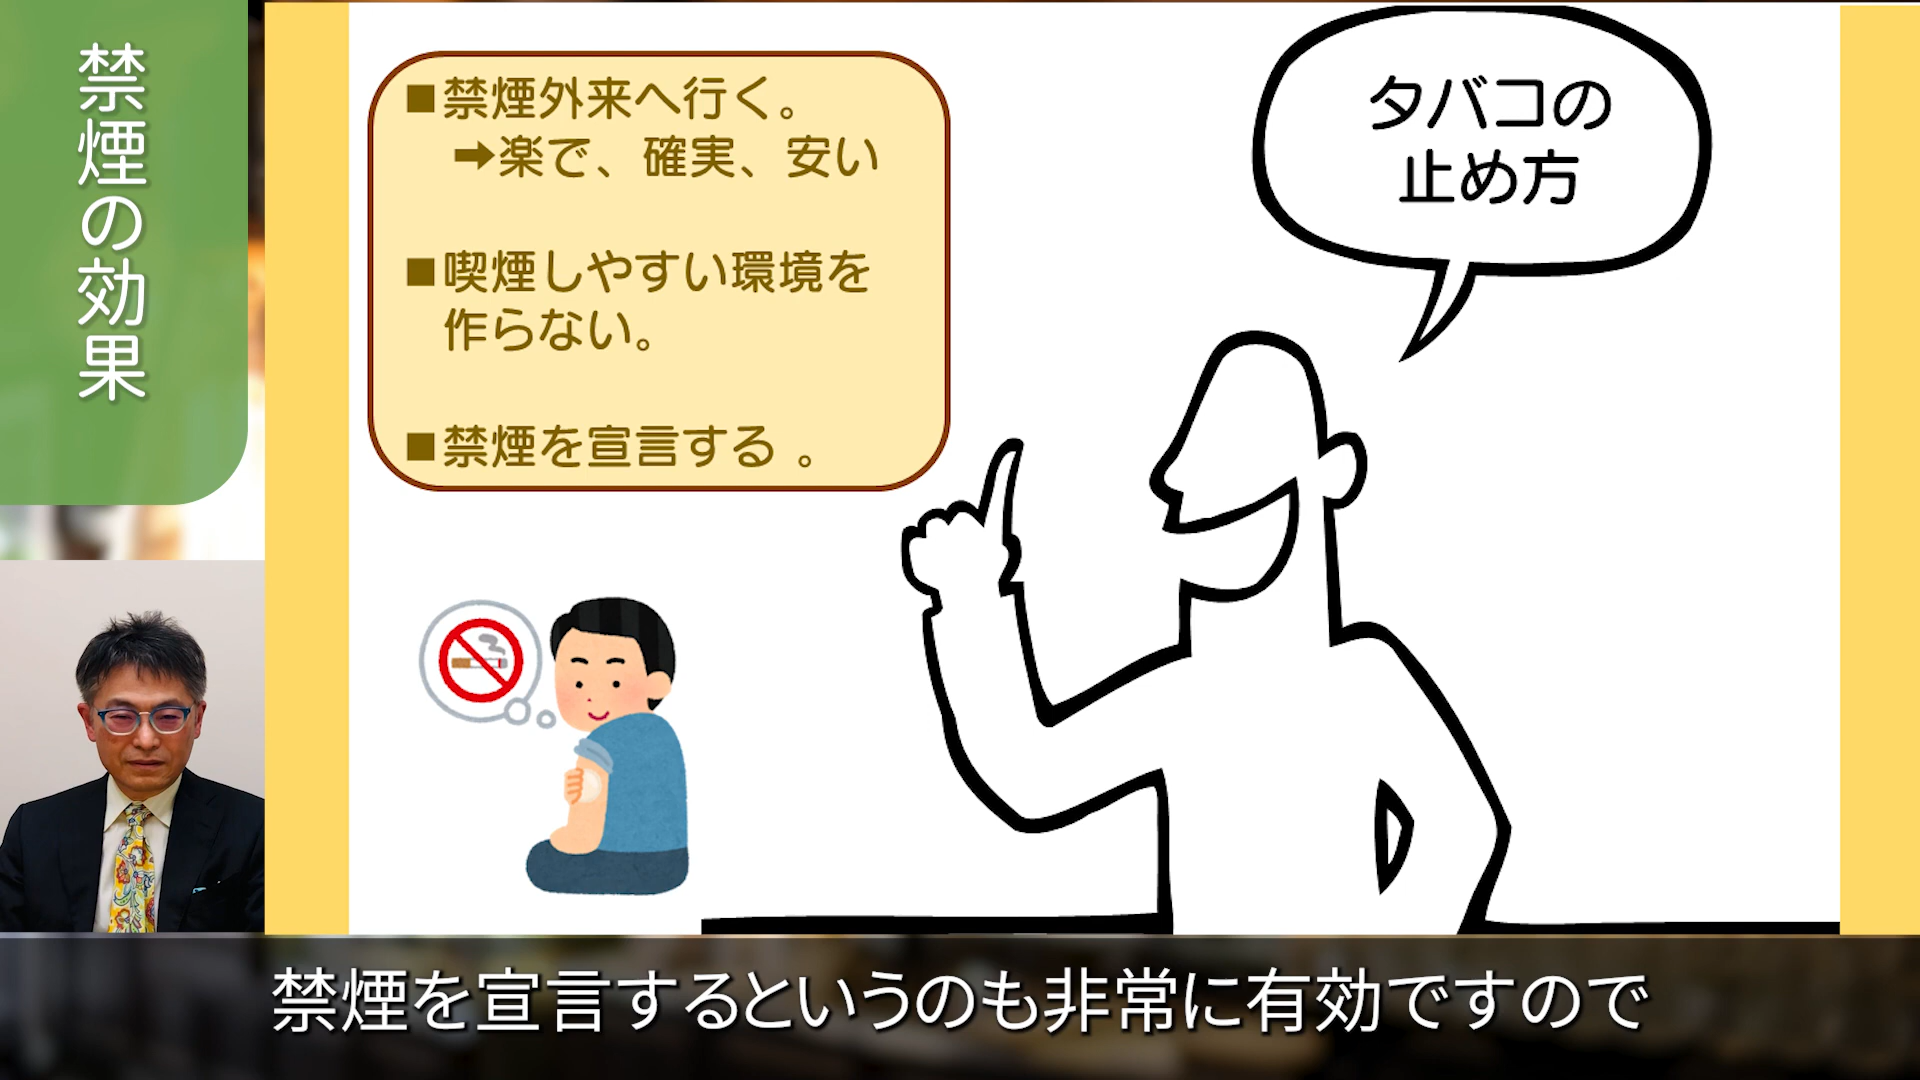 禁煙の効果
■禁煙外来へ行く。
➡楽で、確実、安い
■喫煙しやすい環境を
作らない。
■禁煙を宣言する 。
タバコの
止め方
禁煙を宣言するというのも非常に有効ですので